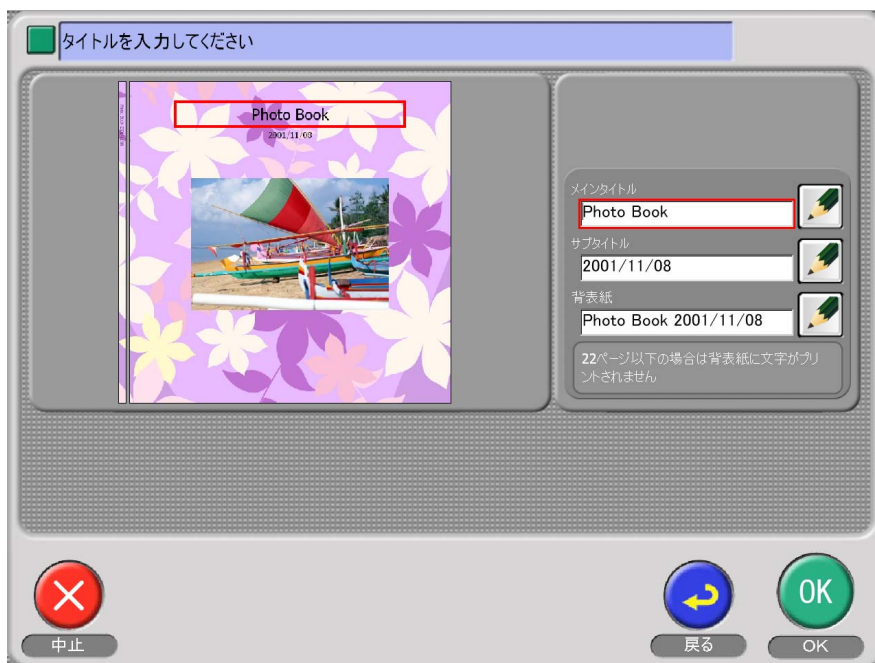 タイトルを入力してください
Photo Book
2001/11/08
メインタイトル
Photo Book
サブタイトル
2001/11/08
背表紙
Photo Book 2001/11/08
22ページ以下の場合は背表紙に文字がプリ
ントされません
中止
戻る
OK
OK